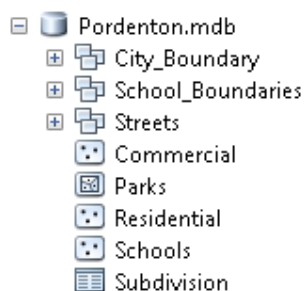 Pordenton.mdb
City_Boundary
School_Boundaries
Streets
Commercial
Parks
Residential
Schools
Subdivision